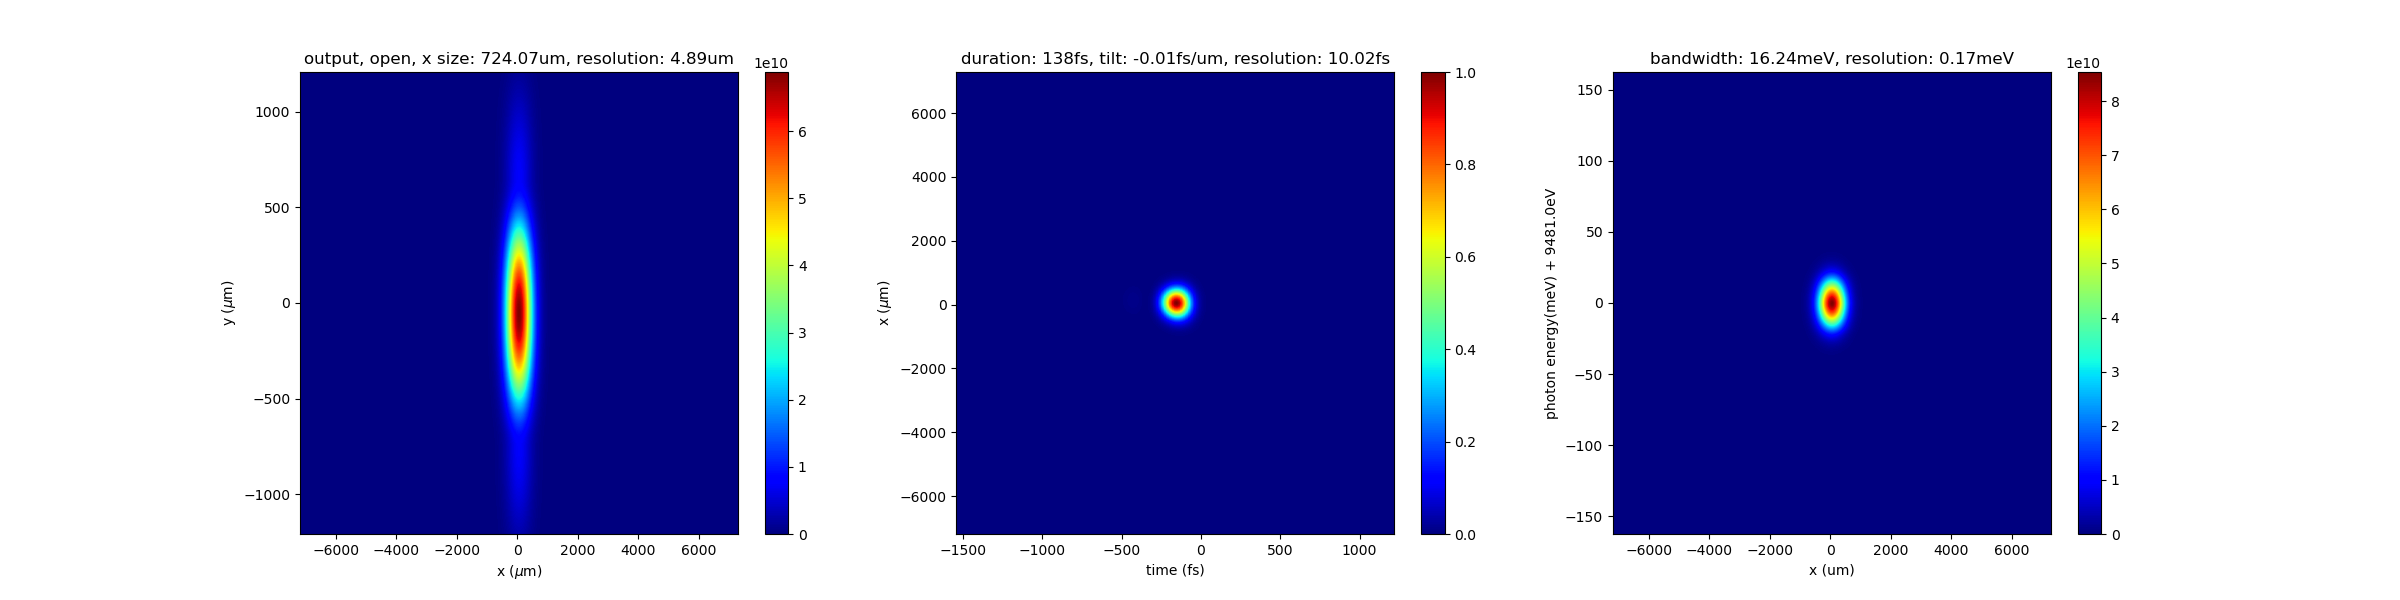 output, open, x size: 724.07um, resolution: 4.89um
1e10
y (μm)
1000
500
0
−500
−1000
−6000 −4000 −2000 0 2000 4000 6000
x (μm)
6
5
4
3
2
1
0
duration: 138fs, tilt: -0.01fs/um, resolution: 10.02fs
x (μm)
6000
4000
2000
0
−2000
−4000
−6000
−1500 −1000 −500 0 500 1000
time (fs)
1.0
0.8
0.6
0.4
0.2
0.0
bandwidth: 16.24meV, resolution: 0.17meV
1e10
photon energy(meV) + 9481.0eV
150
100
50
0
−50
−100
−150
−6000 −4000 −2000 0 2000 4000 6000
x (um)
8
7
6
5
4
3
2
1
0